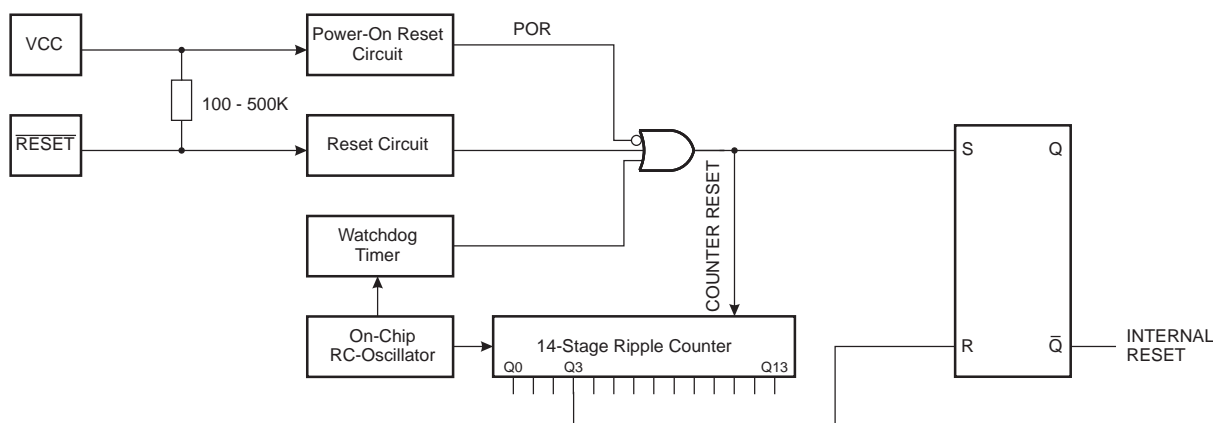 VCC
Power-On Reset
Circuit
POR
100 - 500K
R̅E̅S̅E̅T̅
Reset Circuit
S
Q
COUNTER RESET
Watchdog
Timer
On-Chip
RC-Oscillator
14-Stage Ripple Counter
Q0
Q3
Q13
R
Q̅
INTERNAL
RESET